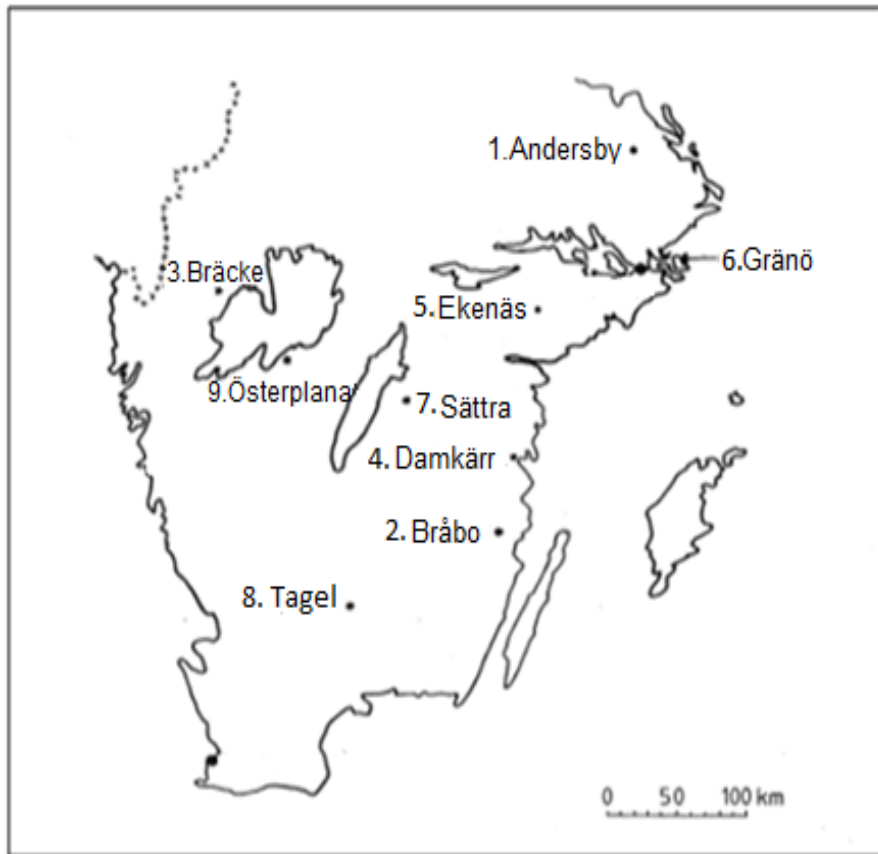 1.Andersby
6.Gränö
3.Bräcke
5.Ekenäs
9.Österplana
7. Sättra
4. Damkärr
2. Bråbo
8. Tagel
0 50 100 km